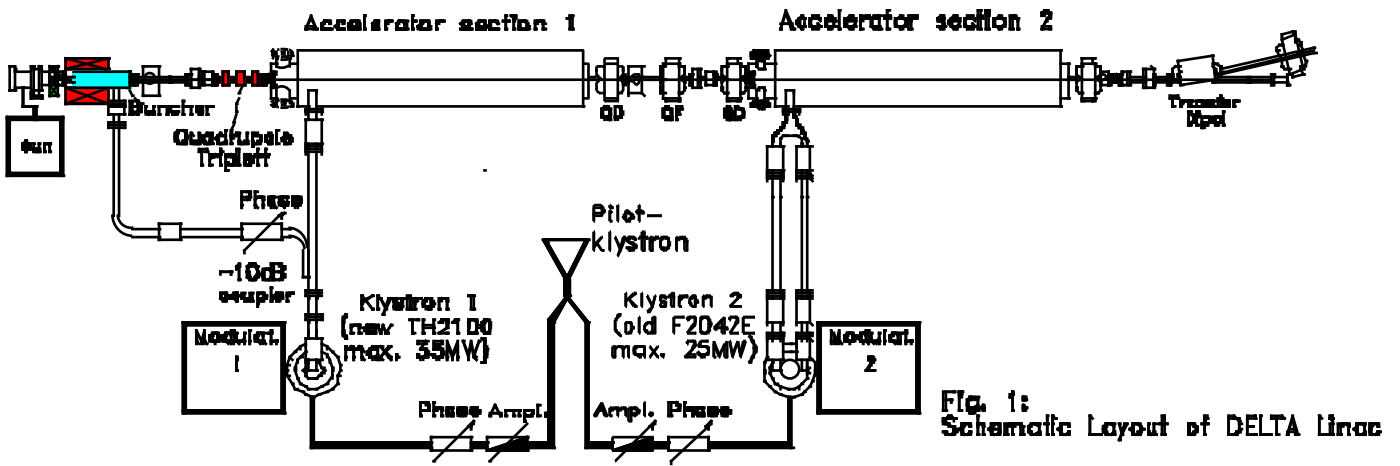 Accelerator section 1
Accelerator section 2
Buncher
Gun
Quadrupole
Triplett
QD
QF
QD
Transfer
Dipol
Phase
Pilot-
klystron
-10dB
coupler
Klystron 1
(new TH2100
max. 35MW)
Klystron 2
(old F2042E
max. 25MW)
Modulat.
1
Modulat.
2
Phase Ampl.
Ampl. Phase
Fig. 1:
Schematic Layout of DELTA Linac